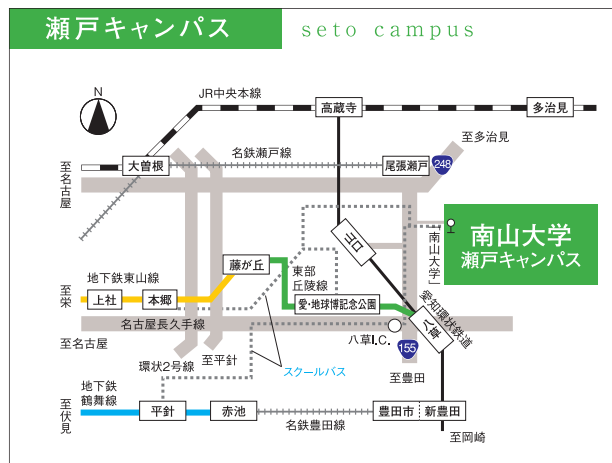 瀬戸キャンパス
seto campus
N
JR中央本線
高蔵寺
多治見
至多治見
至名古屋
大曽根
名鉄瀬戸線
尾張瀬戸
248
山口
「南山大学」
南山大学
瀬戸キャンパス
藤が丘
東部
丘陵線
地下鉄東山線
至栄
上社
本郷
愛・地球博記念公園
愛知環状鉄道
八草
名古屋長久手線
至名古屋
八草I.C.
155
環状2号線
至平針
スクールバス
至豊田
地下鉄
鶴舞線
至伏見
平針
赤池
名鉄豊田線
豊田市
新豊田
至岡崎